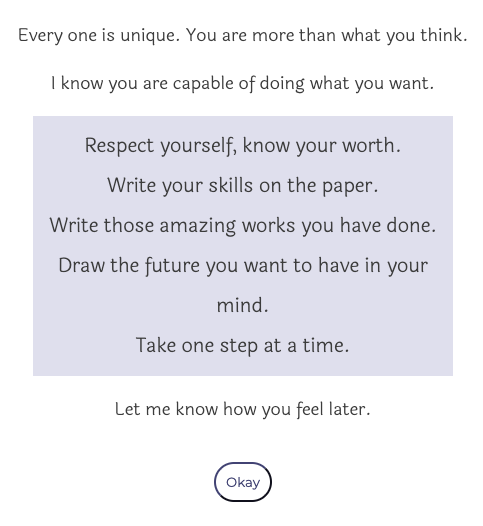 Every one is unique. You are more than what you think.
I know you are capable of doing what you want.
Respect yourself, know your worth.
Write your skills on the paper.
Write those amazing works you have done.
Draw the future you want to have in your
mind.
Take one step at a time.
Let me know how you feel later.
Okay